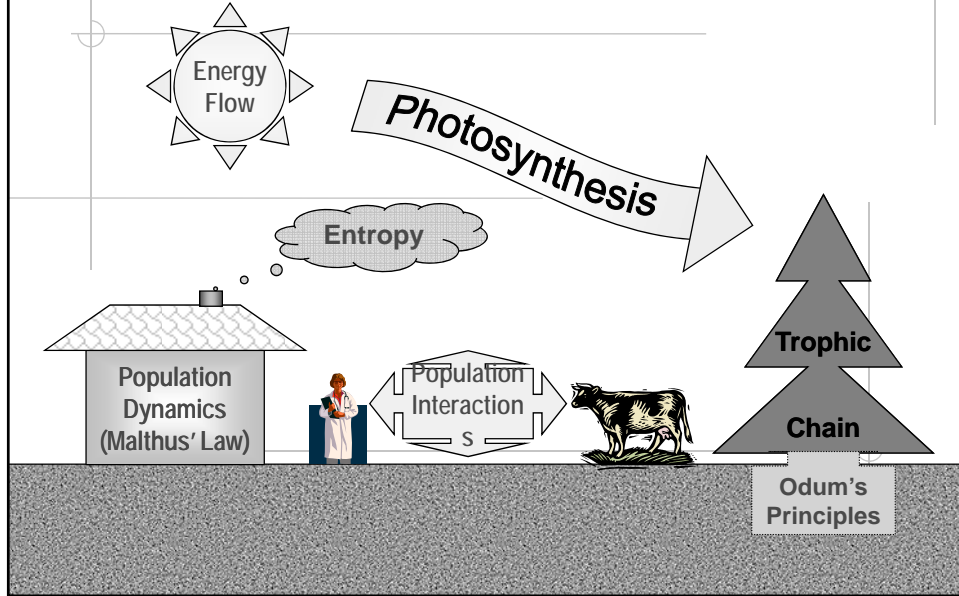 Energy
Flow
Photosynthesis
Entropy
Trophic
Population
Dynamics
(Malthus' Law)
Population
Interaction
s
Chain
Odum's
Principles